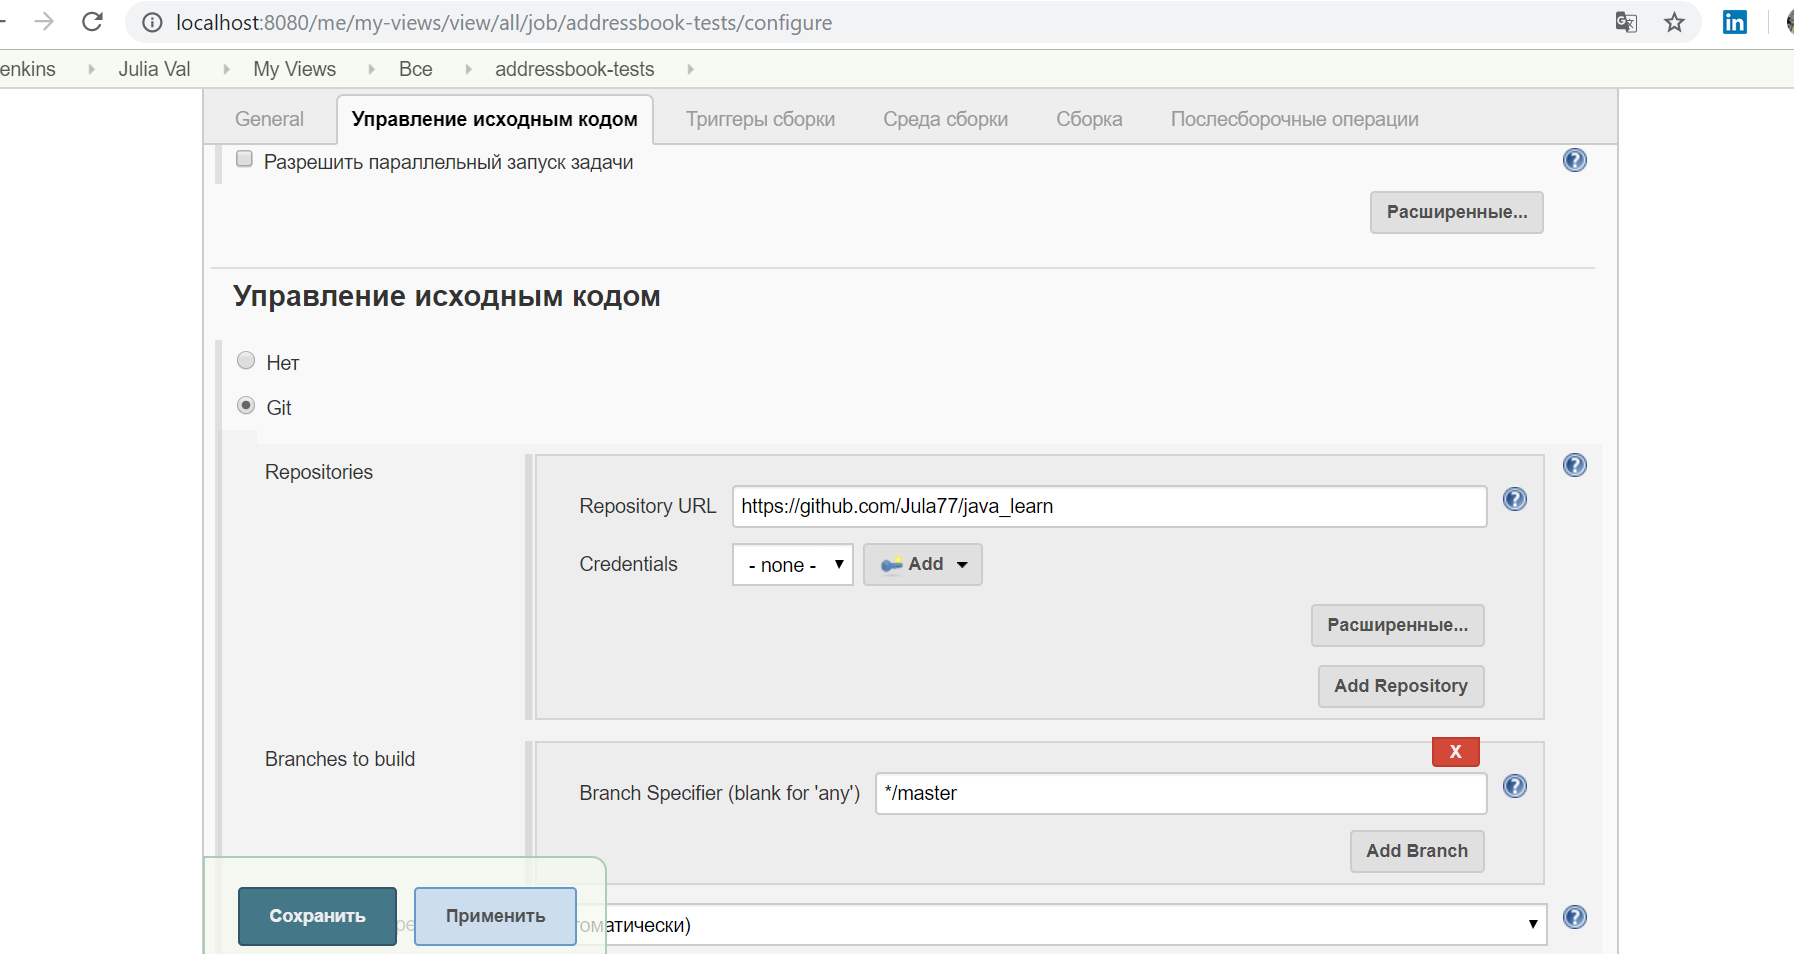 localhost:8080/me/my-views/view/all/job/addressbook-tests/configure
enkins Julia Val My Views Все addressbook-tests
General Управление исходным кодом Триггеры сборки Среда сборки Сборка Послесборочные операции
Разрешить параллельный запуск задачи
Расширенные...
Управление исходным кодом
Нет
Git
Repositories
Repository URL https://github.com/Jula77/java_learn
Credentials - none - Add
Расширенные...
Add Repository
Branches to build
X
Branch Specifier (blank for 'any') */master
Add Branch
Сохранить Применить оматически)